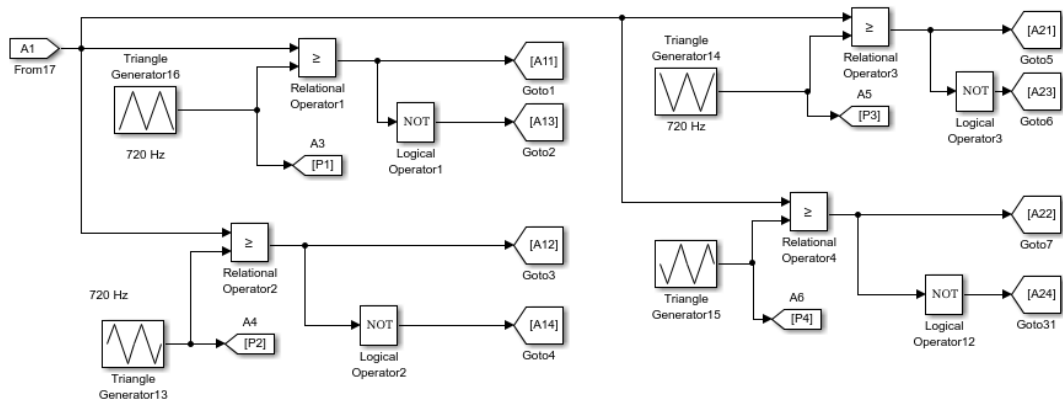 A1
From17
Triangle
Generator16
720 Hz
≥
Relational
Operator1
[A11]
Goto1
NOT
Logical
Operator1
[A13]
Goto2
A3
[P1]
≥
Relational
Operator2
[A12]
Goto3
720 Hz
Triangle
Generator13
A4
[P2]
NOT
Logical
Operator2
[A14]
Goto4
Triangle
Generator14
720 Hz
≥
Relational
Operator3
[A21]
Goto5
A5
[P3]
NOT
Logical
Operator3
[A23]
Goto6
≥
Relational
Operator4
[A22]
Goto7
Triangle
Generator15
A6
[P4]
NOT
Logical
Operator12
[A24]
Goto31